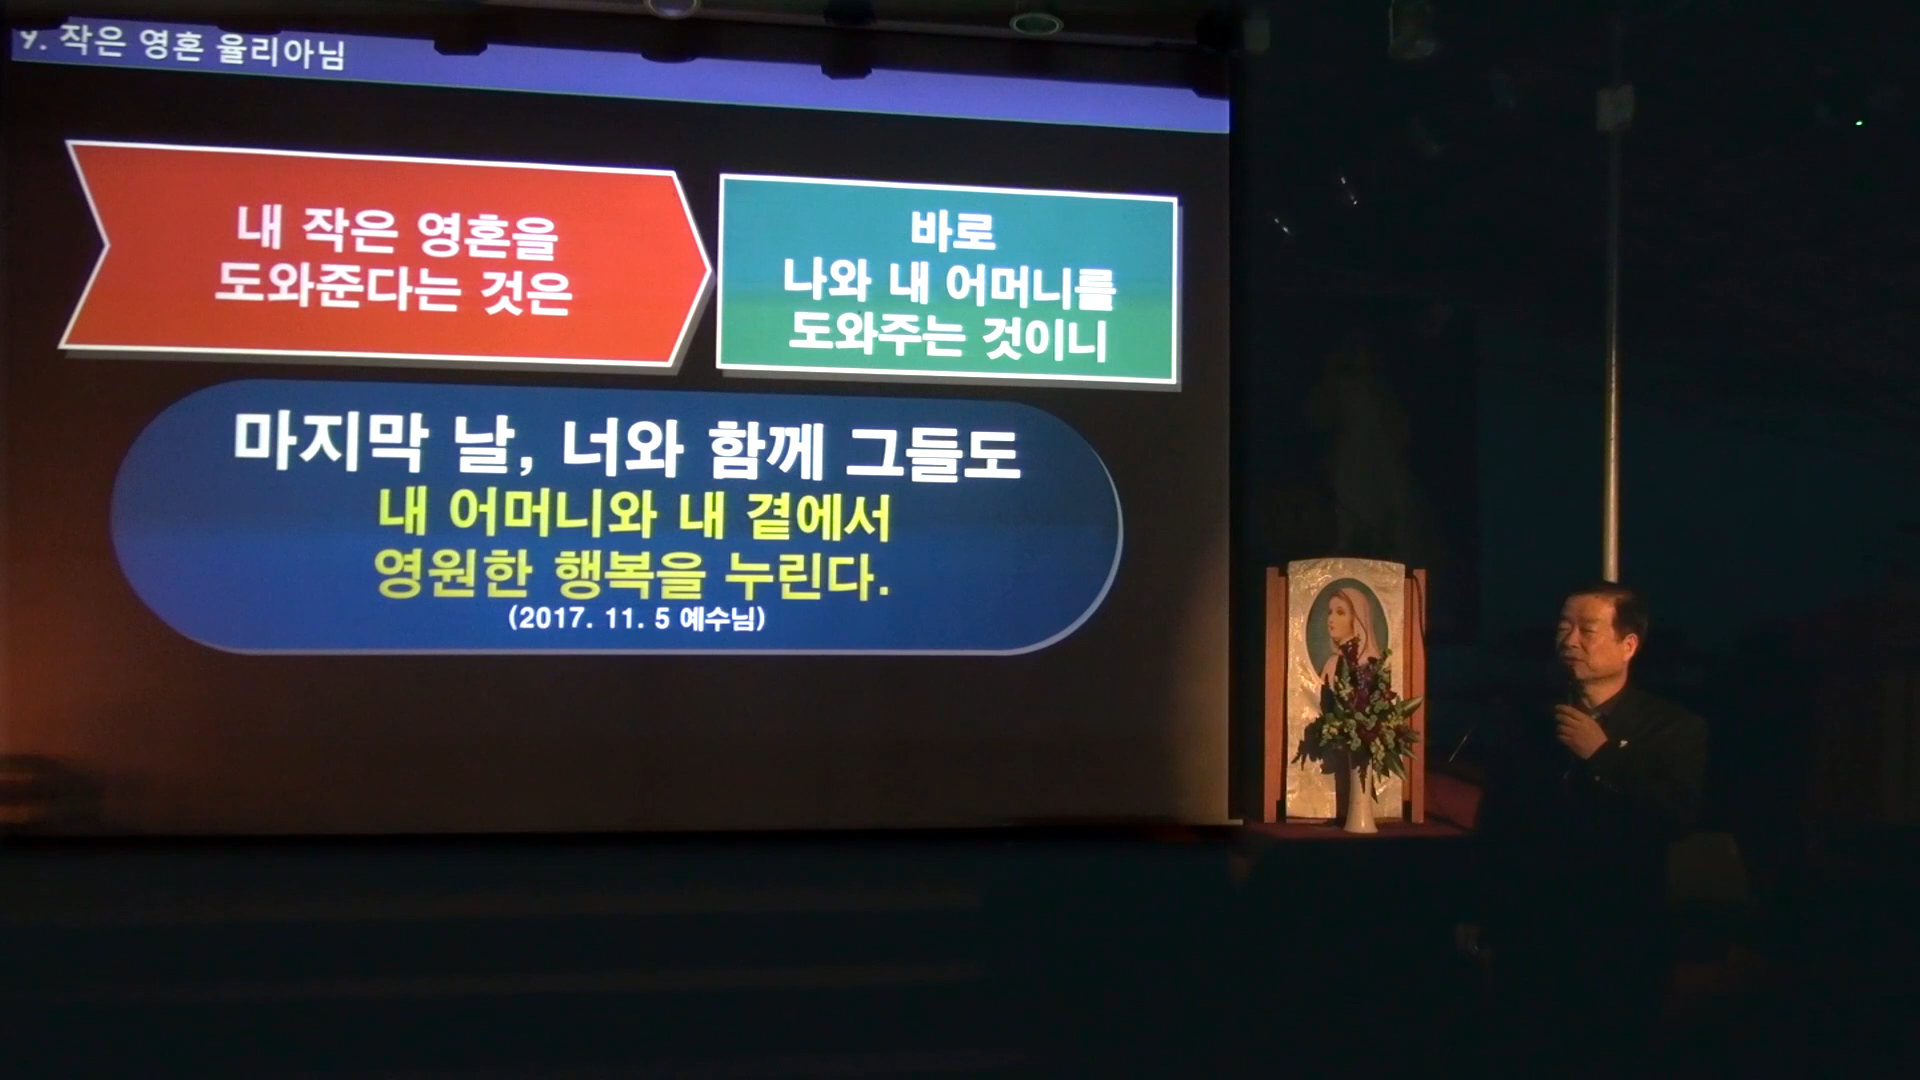 9. 작은 영혼 율리아님
내 작은 영혼을
도와준다는 것은
바로
나와 내 어머니를
도와주는 것이니
마지막 날, 너와 함께 그들도
내 어머니와 내 곁에서
영원한 행복을 누린다.
(2017. 11. 5 예수님)